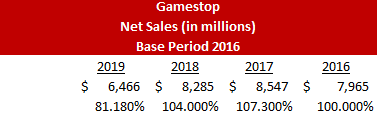 Gamestop
Net Sales (in millions)
Base Period 2016
2019 2018 2017 2016
$ 6,466 $ 8,285 $ 8,547 $ 7,965
81.180% 104.000% 107.300% 100.000%